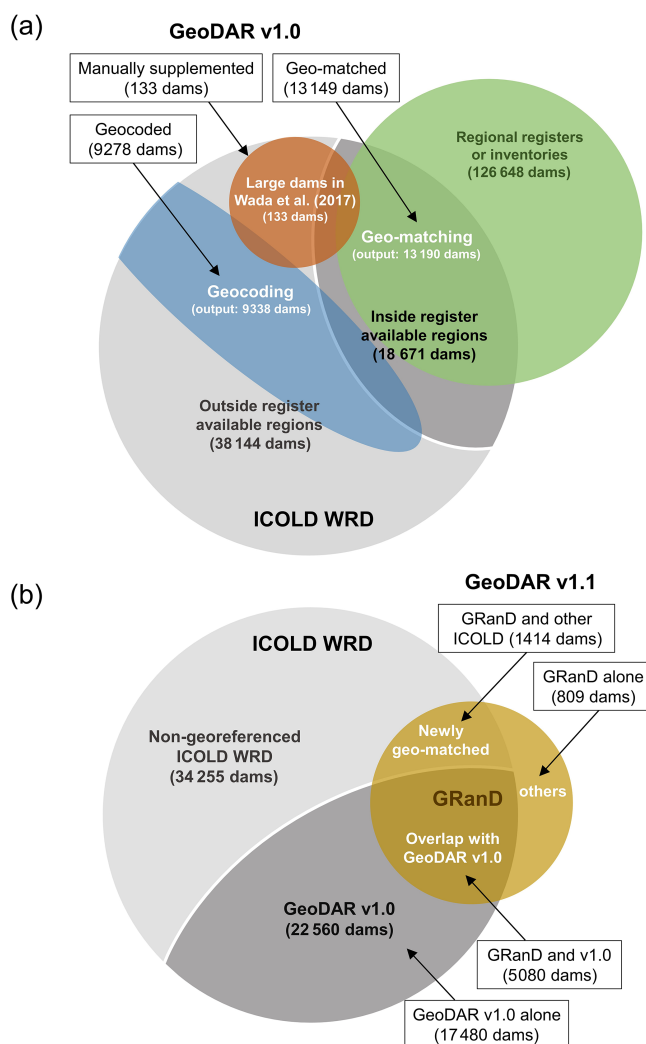 (a)
GeoDAR v1.0
Manually supplemented
(133 dams)
Geo-matched
(13 149 dams)
Geocoded
(9278 dams)
Regional registers
or inventories
(126 648 dams)
Large dams in
Wada et al. (2017)
(133 dams)
Geo-matching
(output: 13 190 dams)
Geocoding
(output: 9338 dams)
Inside register
available regions
(18 671 dams)
Outside register
available regions
(38 144 dams)
ICOLD WRD
(b)
GeoDAR v1.1
GRanD and other
ICOLD (1414 dams)
ICOLD WRD
GRanD alone
(809 dams)
Non-georeferenced
ICOLD WRD
(34 255 dams)
Newly
geo-matched
others
GRanD
Overlap with
GeoDAR v1.0
GeoDAR v1.0
(22 560 dams)
GRanD and v1.0
(5080 dams)
GeoDAR v1.0 alone
(17 480 dams)